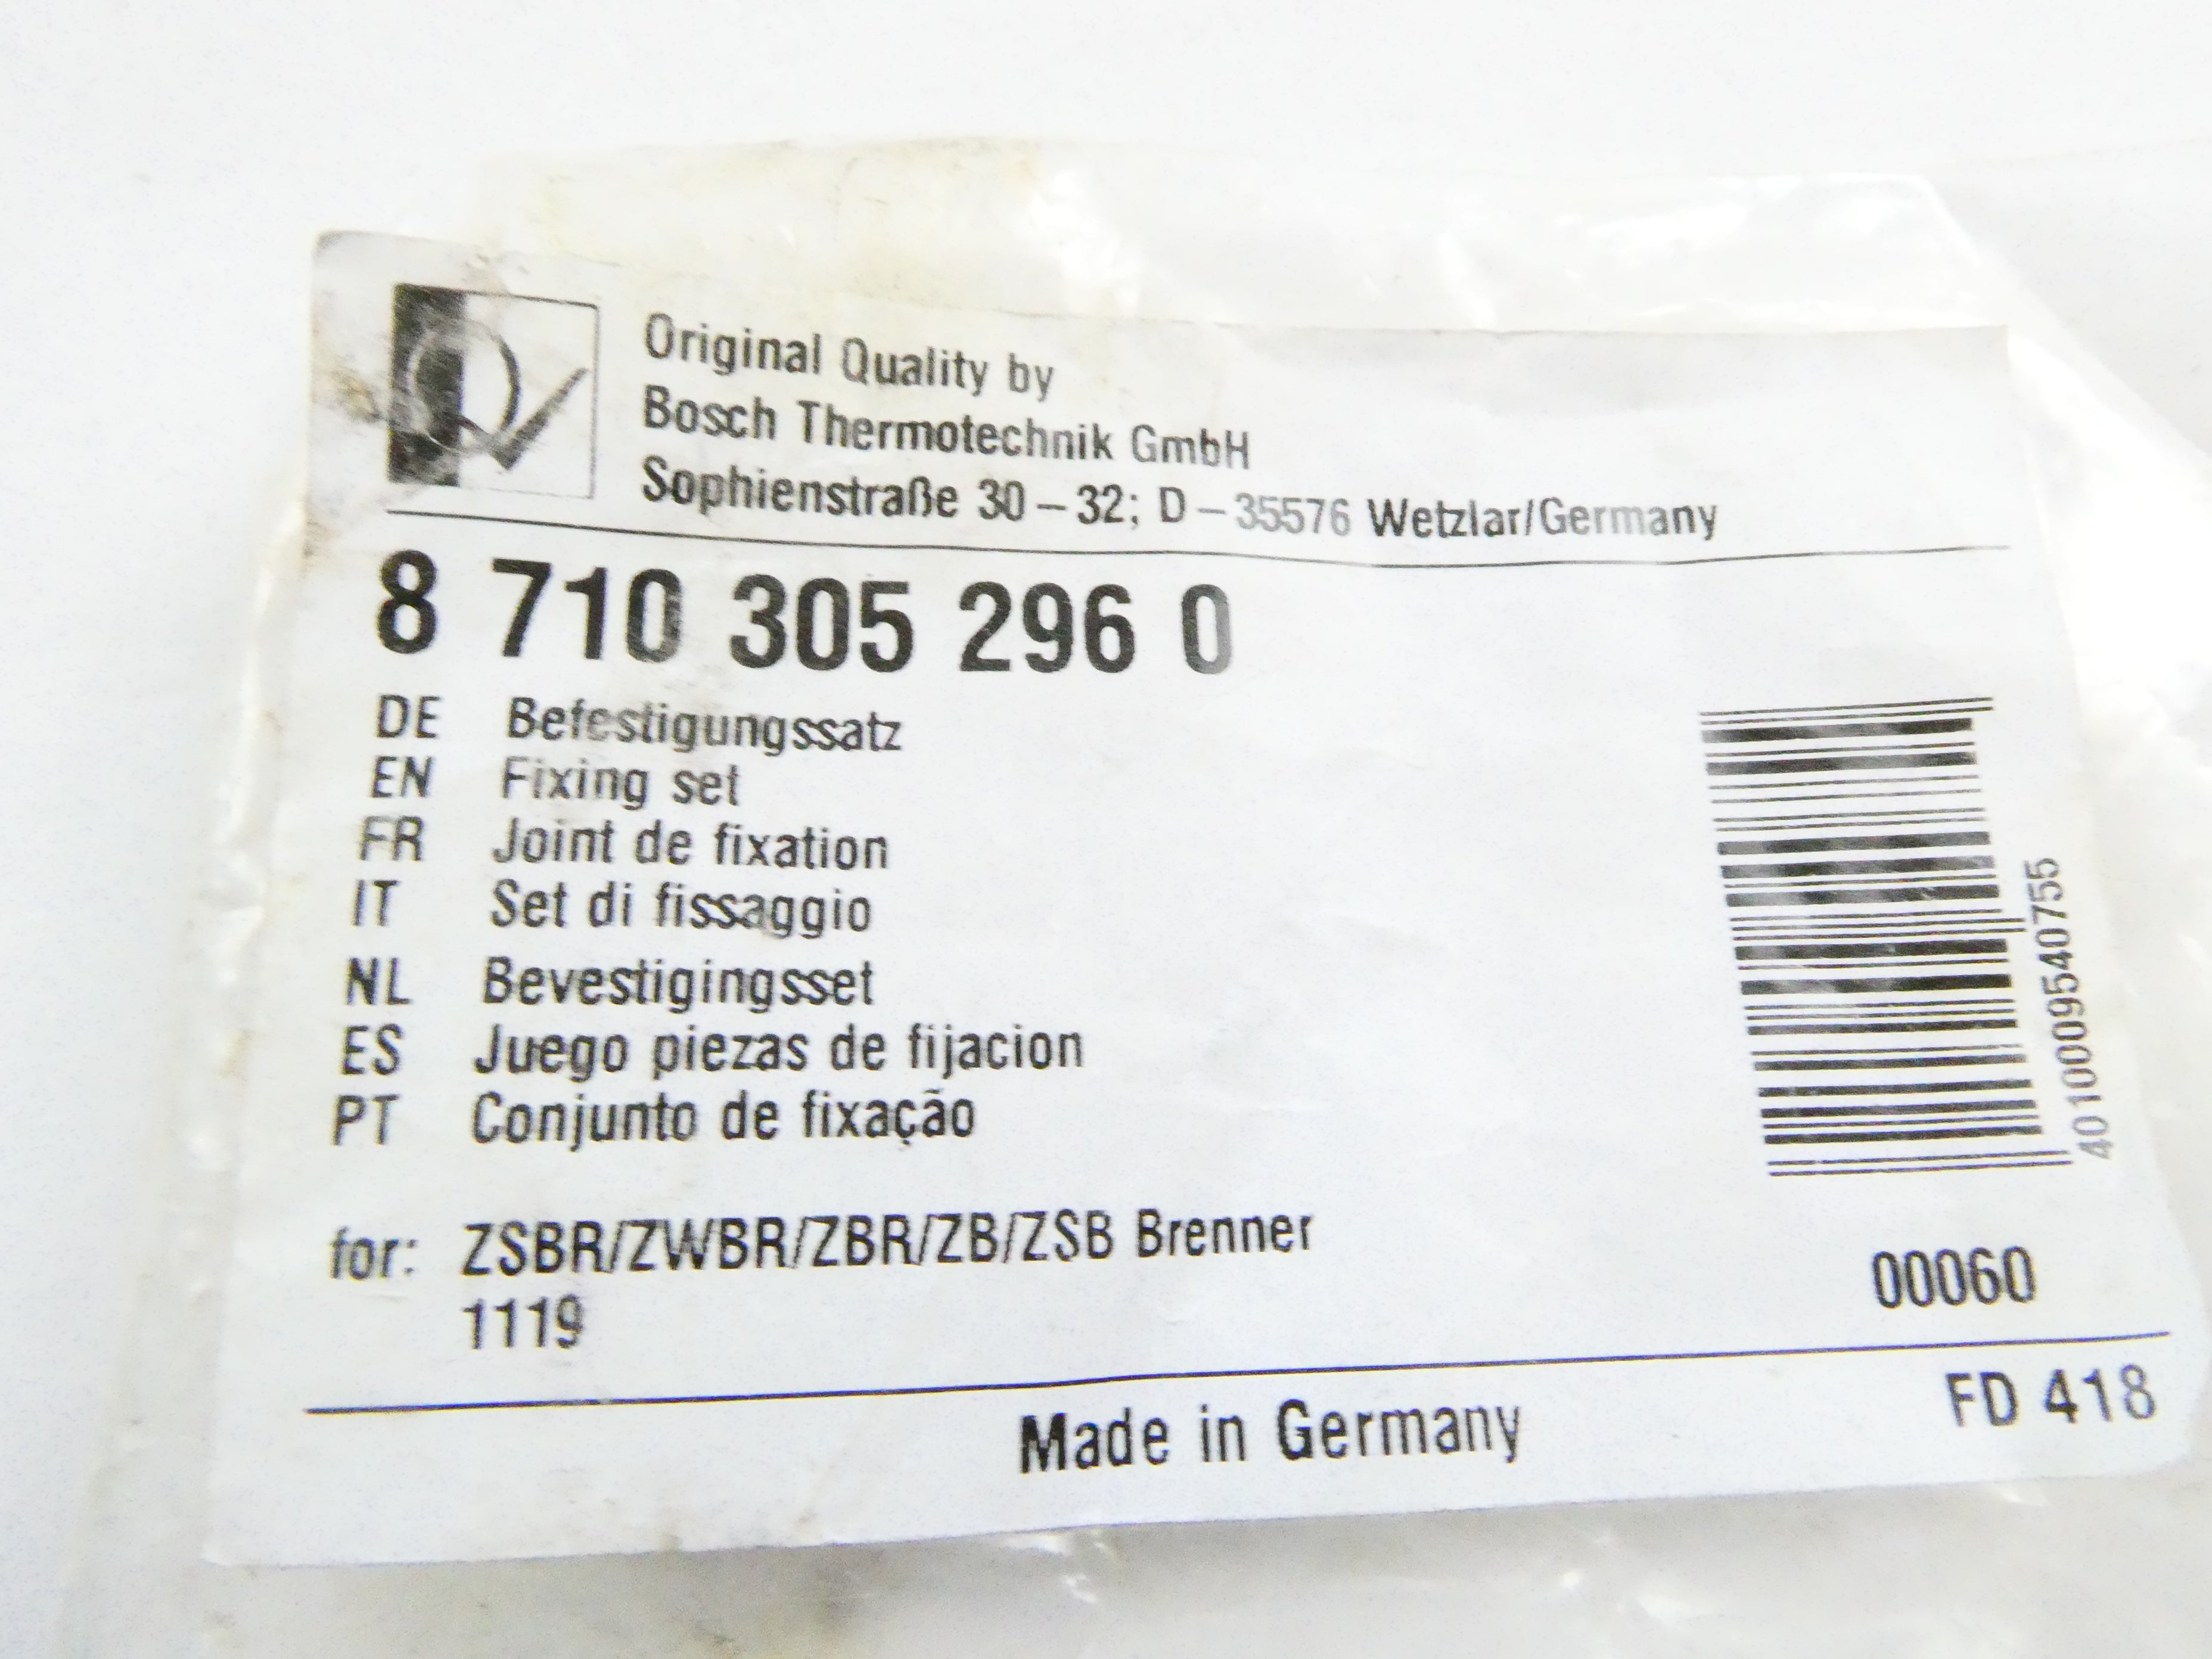 Original Quality by
Bosch Thermotechnik GmbH
Sophienstraße 30 – 32; D – 35576 Wetzlar/Germany
8 710 305 296 0
DE Befestigungssatz
EN Fixing set
FR Joint de fixation
IT Set di fissaggio
NL Bevestigingsset
ES Juego piezas de fijacion
PT Conjunto de fixação
4010009540755
for: ZSBR/ZWBR/ZBR/ZB/ZSB Brenner
1119
00060
Made in Germany
FD 418